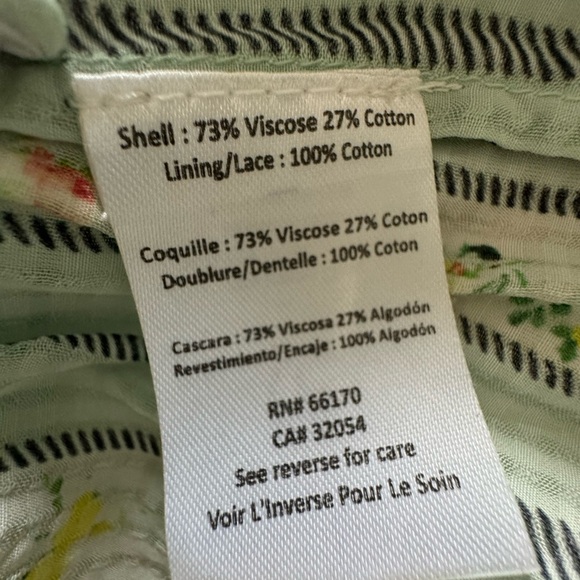 Shell : 73% Viscose 27% Cotton
Lining/Lace : 100% Cotton
Coquille : 73% Viscose 27% Coton
Doublure/Dentelle : 100% Coton
Cascara : 73% Viscosa 27% Algodón
Revestimiento/Encaje : 100% Algodón
RN# 66170
CA# 32054
See reverse for care
Voir L'Inverse Pour Le Soin